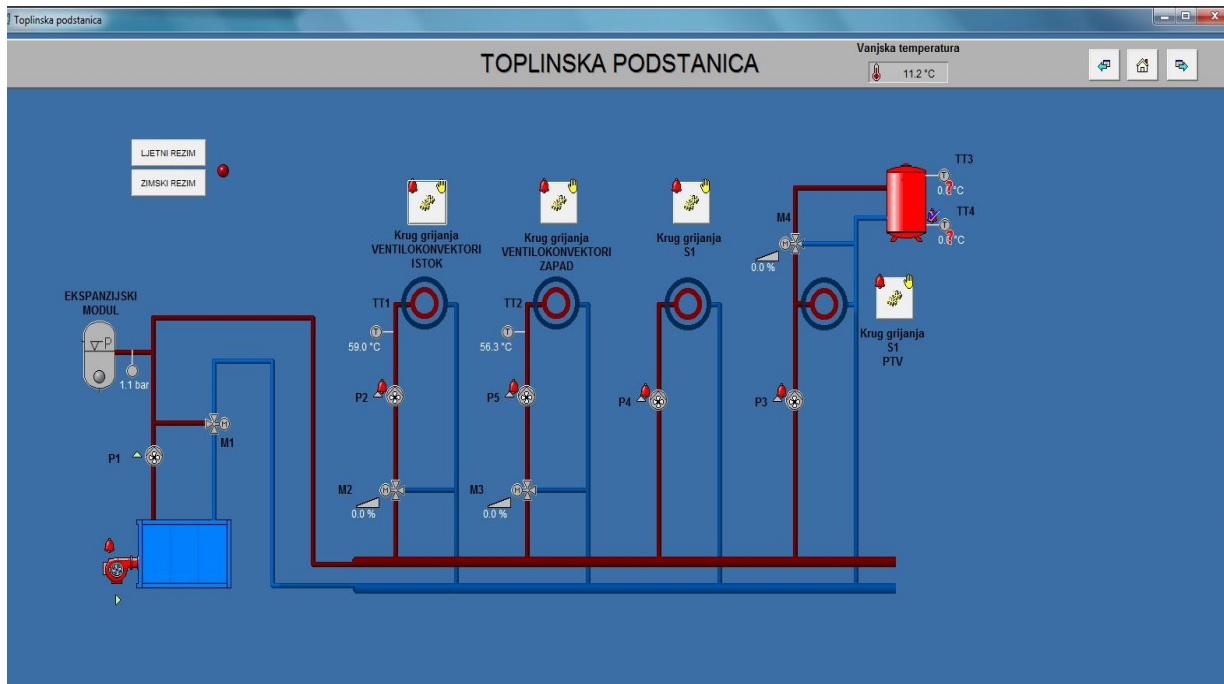 Toplinska podstanica
TOPLINSKA PODSTANICA
Vanjska temperatura
11.2 °C
LJETNI REZIM
ZIMSKI REZIM
Krug grijanja
VENTILOKONVEKTORI
ISTOK
Krug grijanja
VENTILOKONVEKTORI
ZAPAD
Krug grijanja
S1
M4
M
0.0 %
TT3
T
TT4
T
Krug grijanja
S1
PTV
EKSPANZIJSKI
MODUL
P
1.1 bar
TT1
T
59.0 °C
TT2
T
56.3 °C
P2
P5
P4
P3
M
M1
P1
M2
M
0.0 %
M3
M
0.0 %